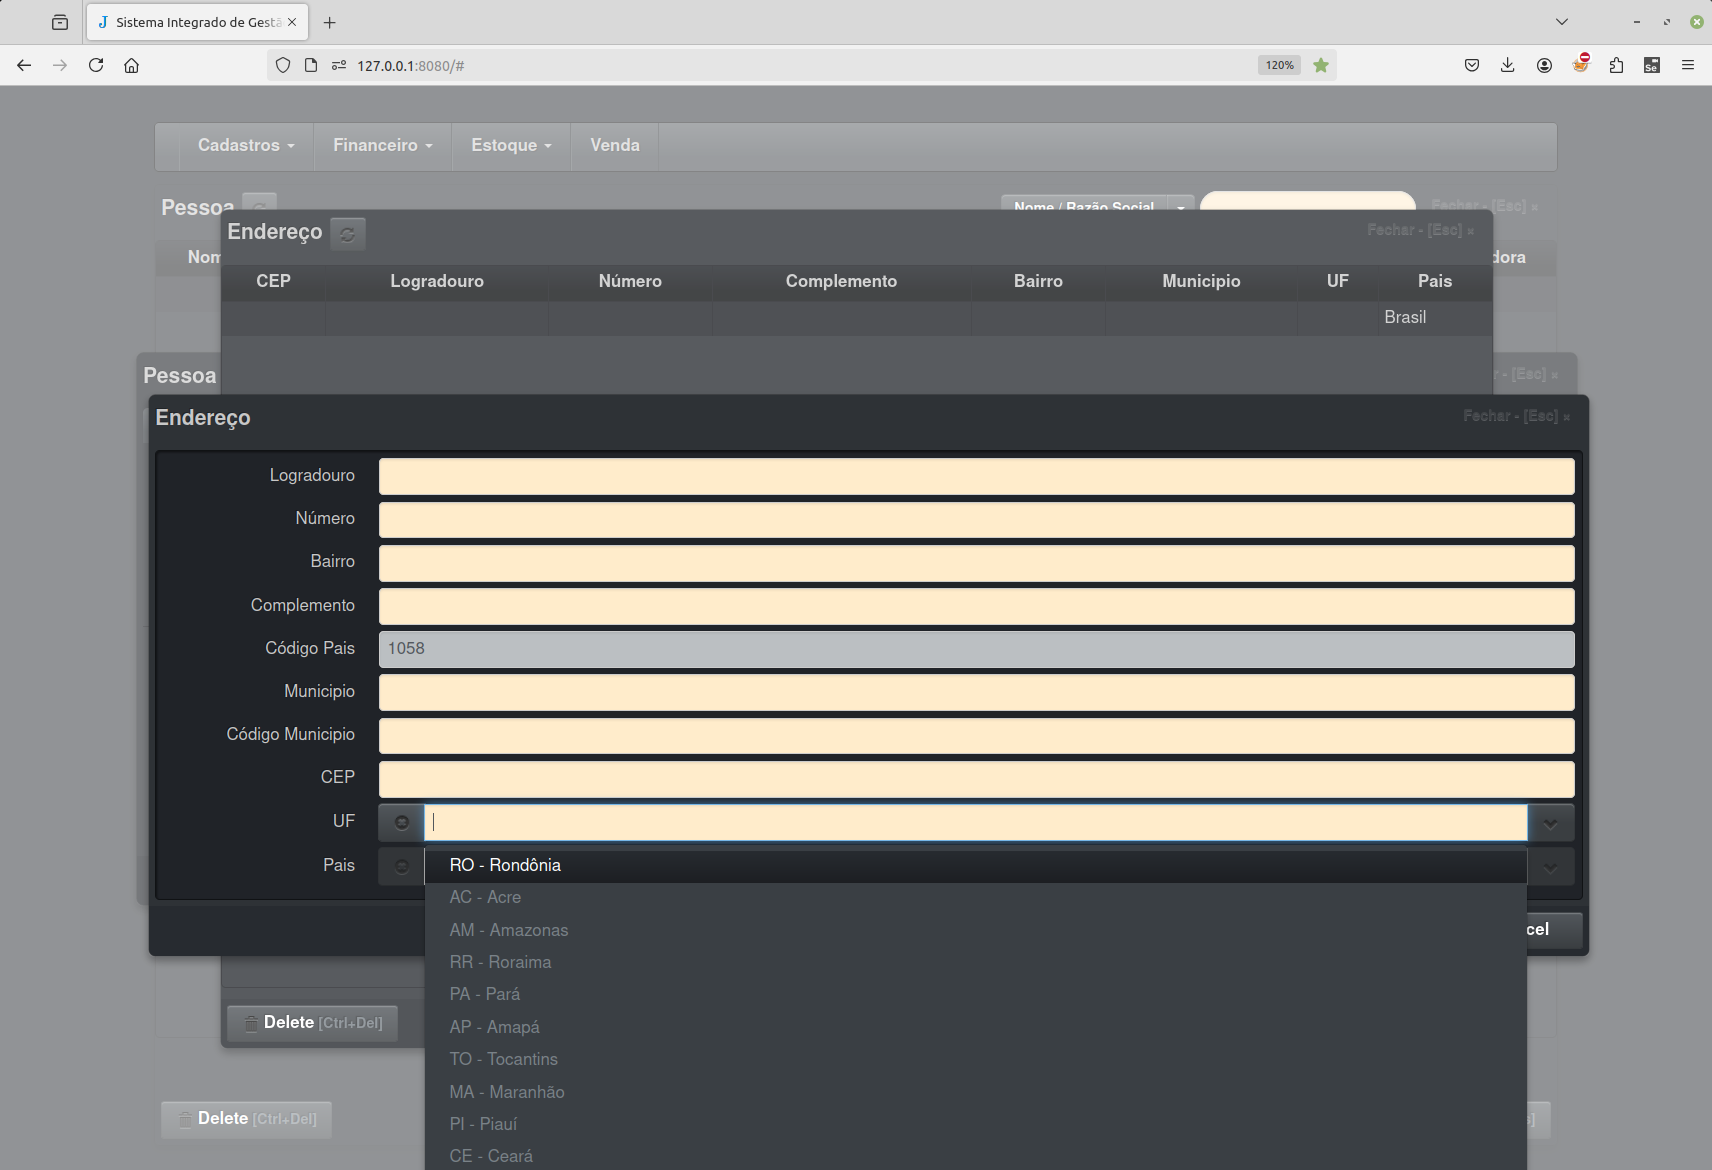 Sistema Integrado de Gestã
127.0.0.1:8080/#
120%
Se
Cadastros
Financeiro
Estoque
Venda
Pessoa
Nome / Razão Social
Fechar - [Esc] ×
Endereço
Fechar - [Esc] ×
CEP
Logradouro
Número
Complemento
Bairro
Municipio
UF
Pais
Brasil
Pessoa
[Esc] ×
Endereço
Fechar - [Esc] ×
Logradouro
Número
Bairro
Complemento
Código Pais
1058
Municipio
Código Municipio
CEP
UF
Pais
RO - Rondônia
AC - Acre
AM - Amazonas
RR - Roraima
PA - Pará
AP - Amapá
TO - Tocantins
MA - Maranhão
PI - Piauí
CE - Ceará
Delete [Ctrl+Del]
Delete [Ctrl+Del]